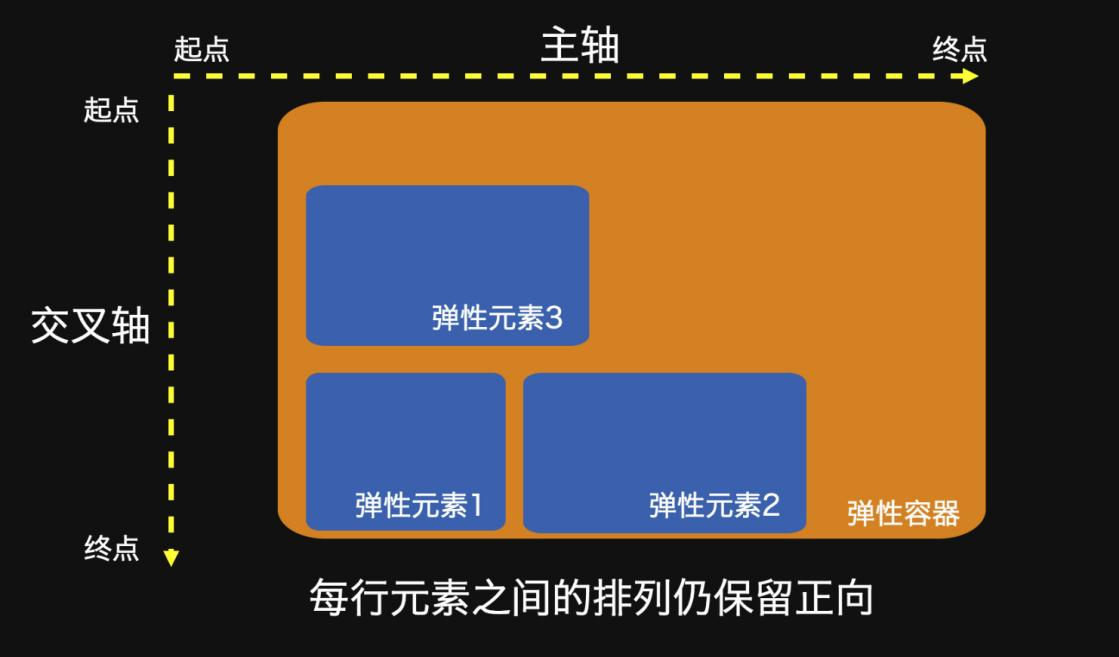 主轴
起点
终点
起点
交叉轴
终点
弹性元素3
弹性元素1
弹性元素2
弹性容器
每行元素之间的排列仍保留正向